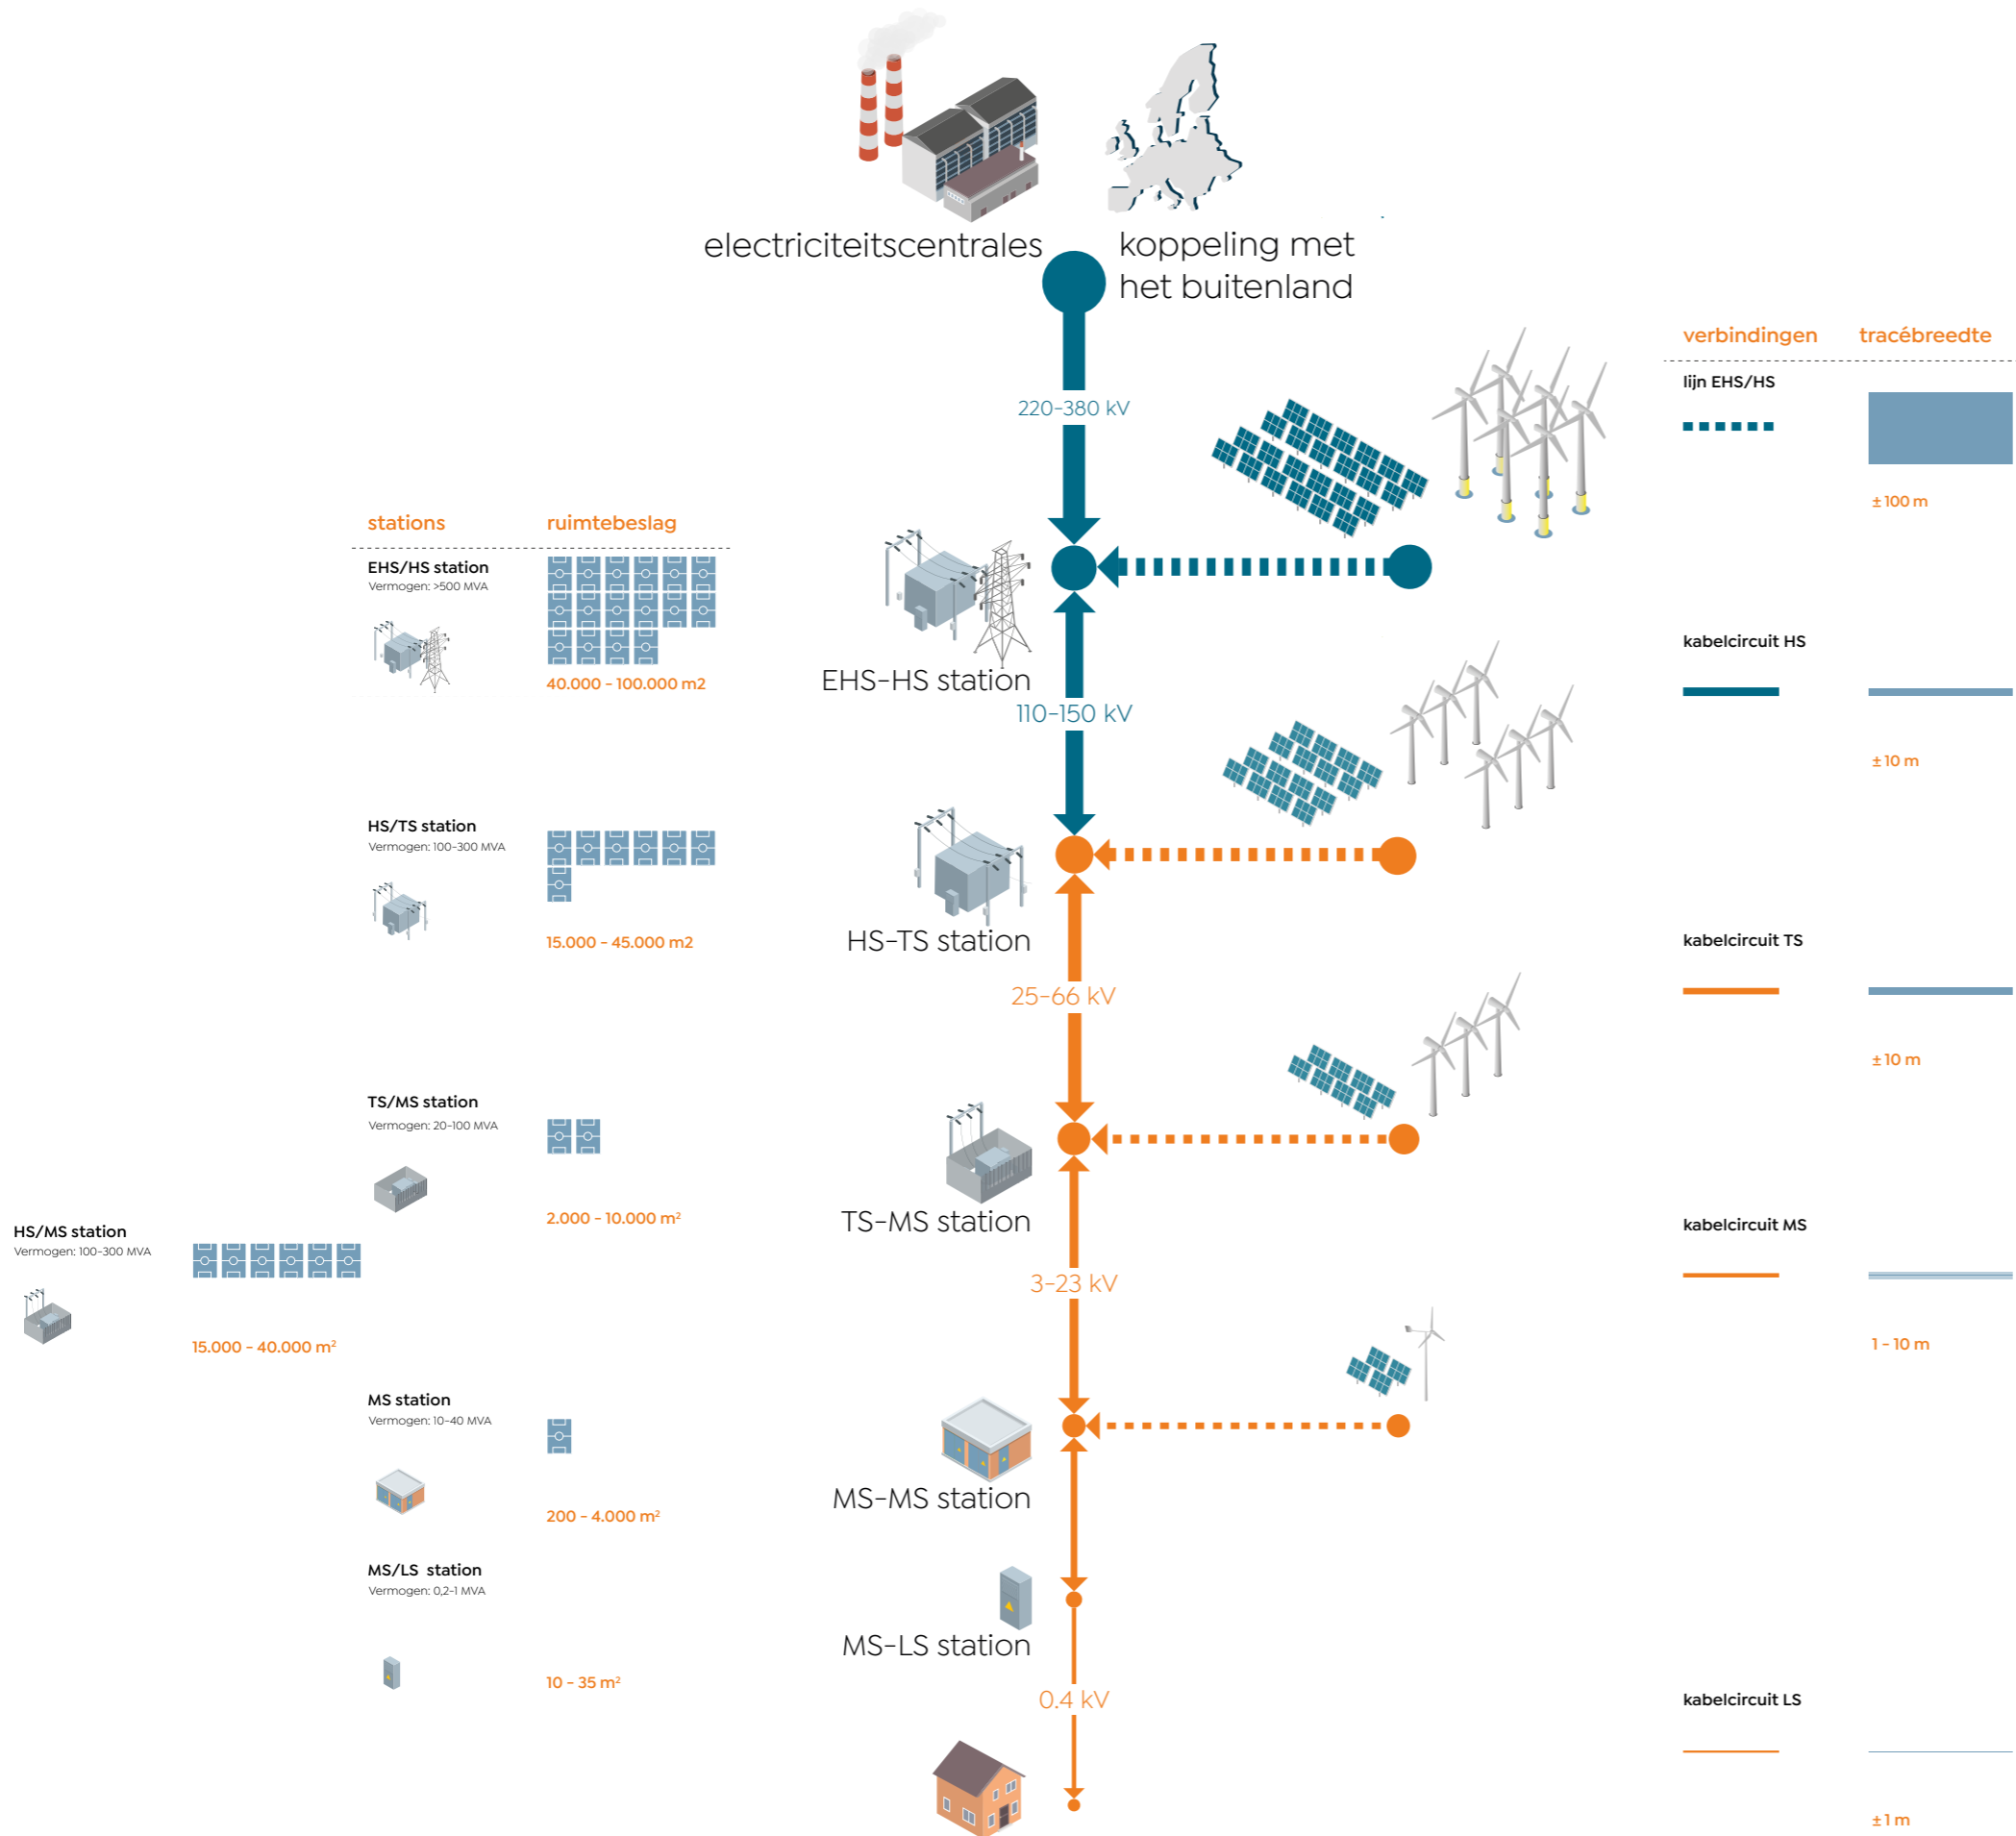 electriciteitscentrales
koppeling met
het buitenland
220-380 kV
EHS-HS station
110-150 kV
HS-TS station
25-66 kV
TS-MS station
3-23 kV
MS-MS station
MS-LS station
0.4 kV
stations ruimtebeslag
EHS/HS station
Vermogen: >500 MVA
40.000 - 100.000 m2
HS/TS station
Vermogen: 100-300 MVA
15.000 - 45.000 m2
TS/MS station
Vermogen: 20-100 MVA
2.000 - 10.000 m²
HS/MS station
Vermogen: 100-300 MVA
15.000 - 40.000 m²
MS station
Vermogen: 10-40 MVA
200 - 4.000 m²
MS/LS station
Vermogen: 0,2-1 MVA
10 - 35 m²
verbindingen tracébreedte
lijn EHS/HS
± 100 m
kabelcircuit HS
± 10 m
kabelcircuit TS
± 10 m
kabelcircuit MS
1 - 10 m
kabelcircuit LS
± 1 m